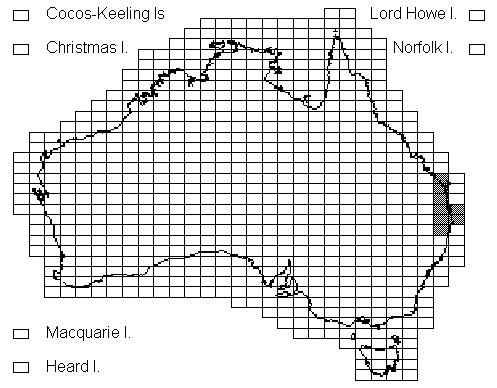 Cocos-Keeling Is
Lord Howe I.
Christmas I.
Norfolk I.
Macquarie I.
Heard I.